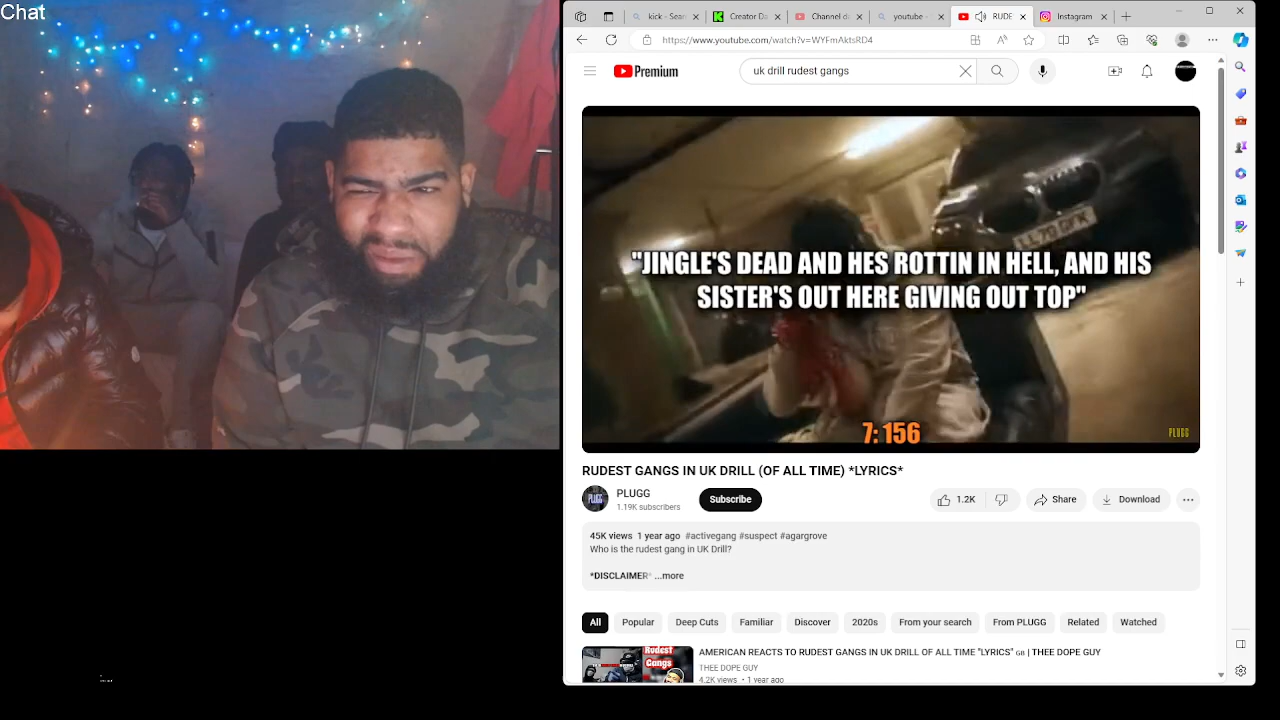 Chat
kick - Sear
Creator Da
Channel da
youtube -
RUDE
Instagram
https://www.youtube.com/watch?v=WYFmAktsRD4
Premium
uk drill rudest gangs
"JINGLE'S DEAD AND HES ROTTIN IN HELL, AND HIS
SISTER'S OUT HERE GIVING OUT TOP"
7: 156
PLUGG
RUDEST GANGS IN UK DRILL (OF ALL TIME) *LYRICS*
PLUGG
1.19K subscribers
Subscribe
1.2K
Share
Download
45K views 1 year ago #activegang #suspect #agargrove
Who is the rudest gang in UK Drill?
*DISCLAIMER* ...more
All
Popular
Deep Cuts
Familiar
Discover
2020s
From your search
From PLUGG
Related
Watched
Rudest
Gangs
AMERICAN REACTS TO RUDEST GANGS IN UK DRILL OF ALL TIME "LYRICS" GB | THEE DOPE GUY
THEE DOPE GUY
4.2K views • 1 year ago